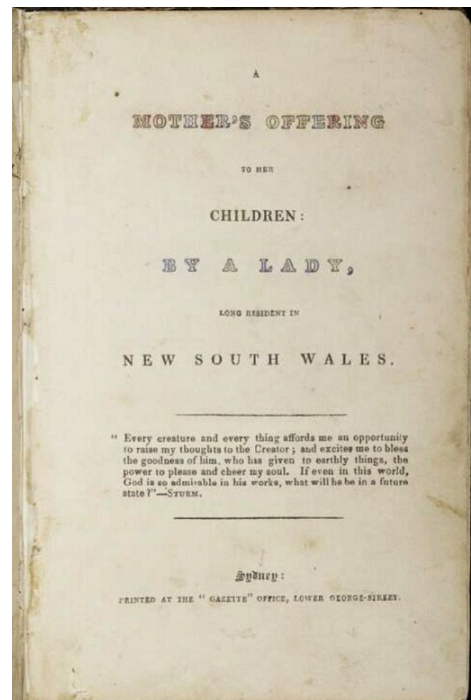 A
MOTHER'S OFFERING
TO HER
CHILDREN:
BY A LADY,
LONG RESIDENT IN
NEW SOUTH WALES.
" Every creature and every thing affords me an opportunity
to raise my thoughts to the Creator ; and excites me to bless
the goodness of him, who has given to earthly things, the
power to please and cheer my soul. If even in this world,
God is so admirable in his works, what will he be in a future
state ?"—STURM.
Sydney:
PRINTED AT THE " GAZETTE" OFFICE, LOWER GEORGE-STREET.